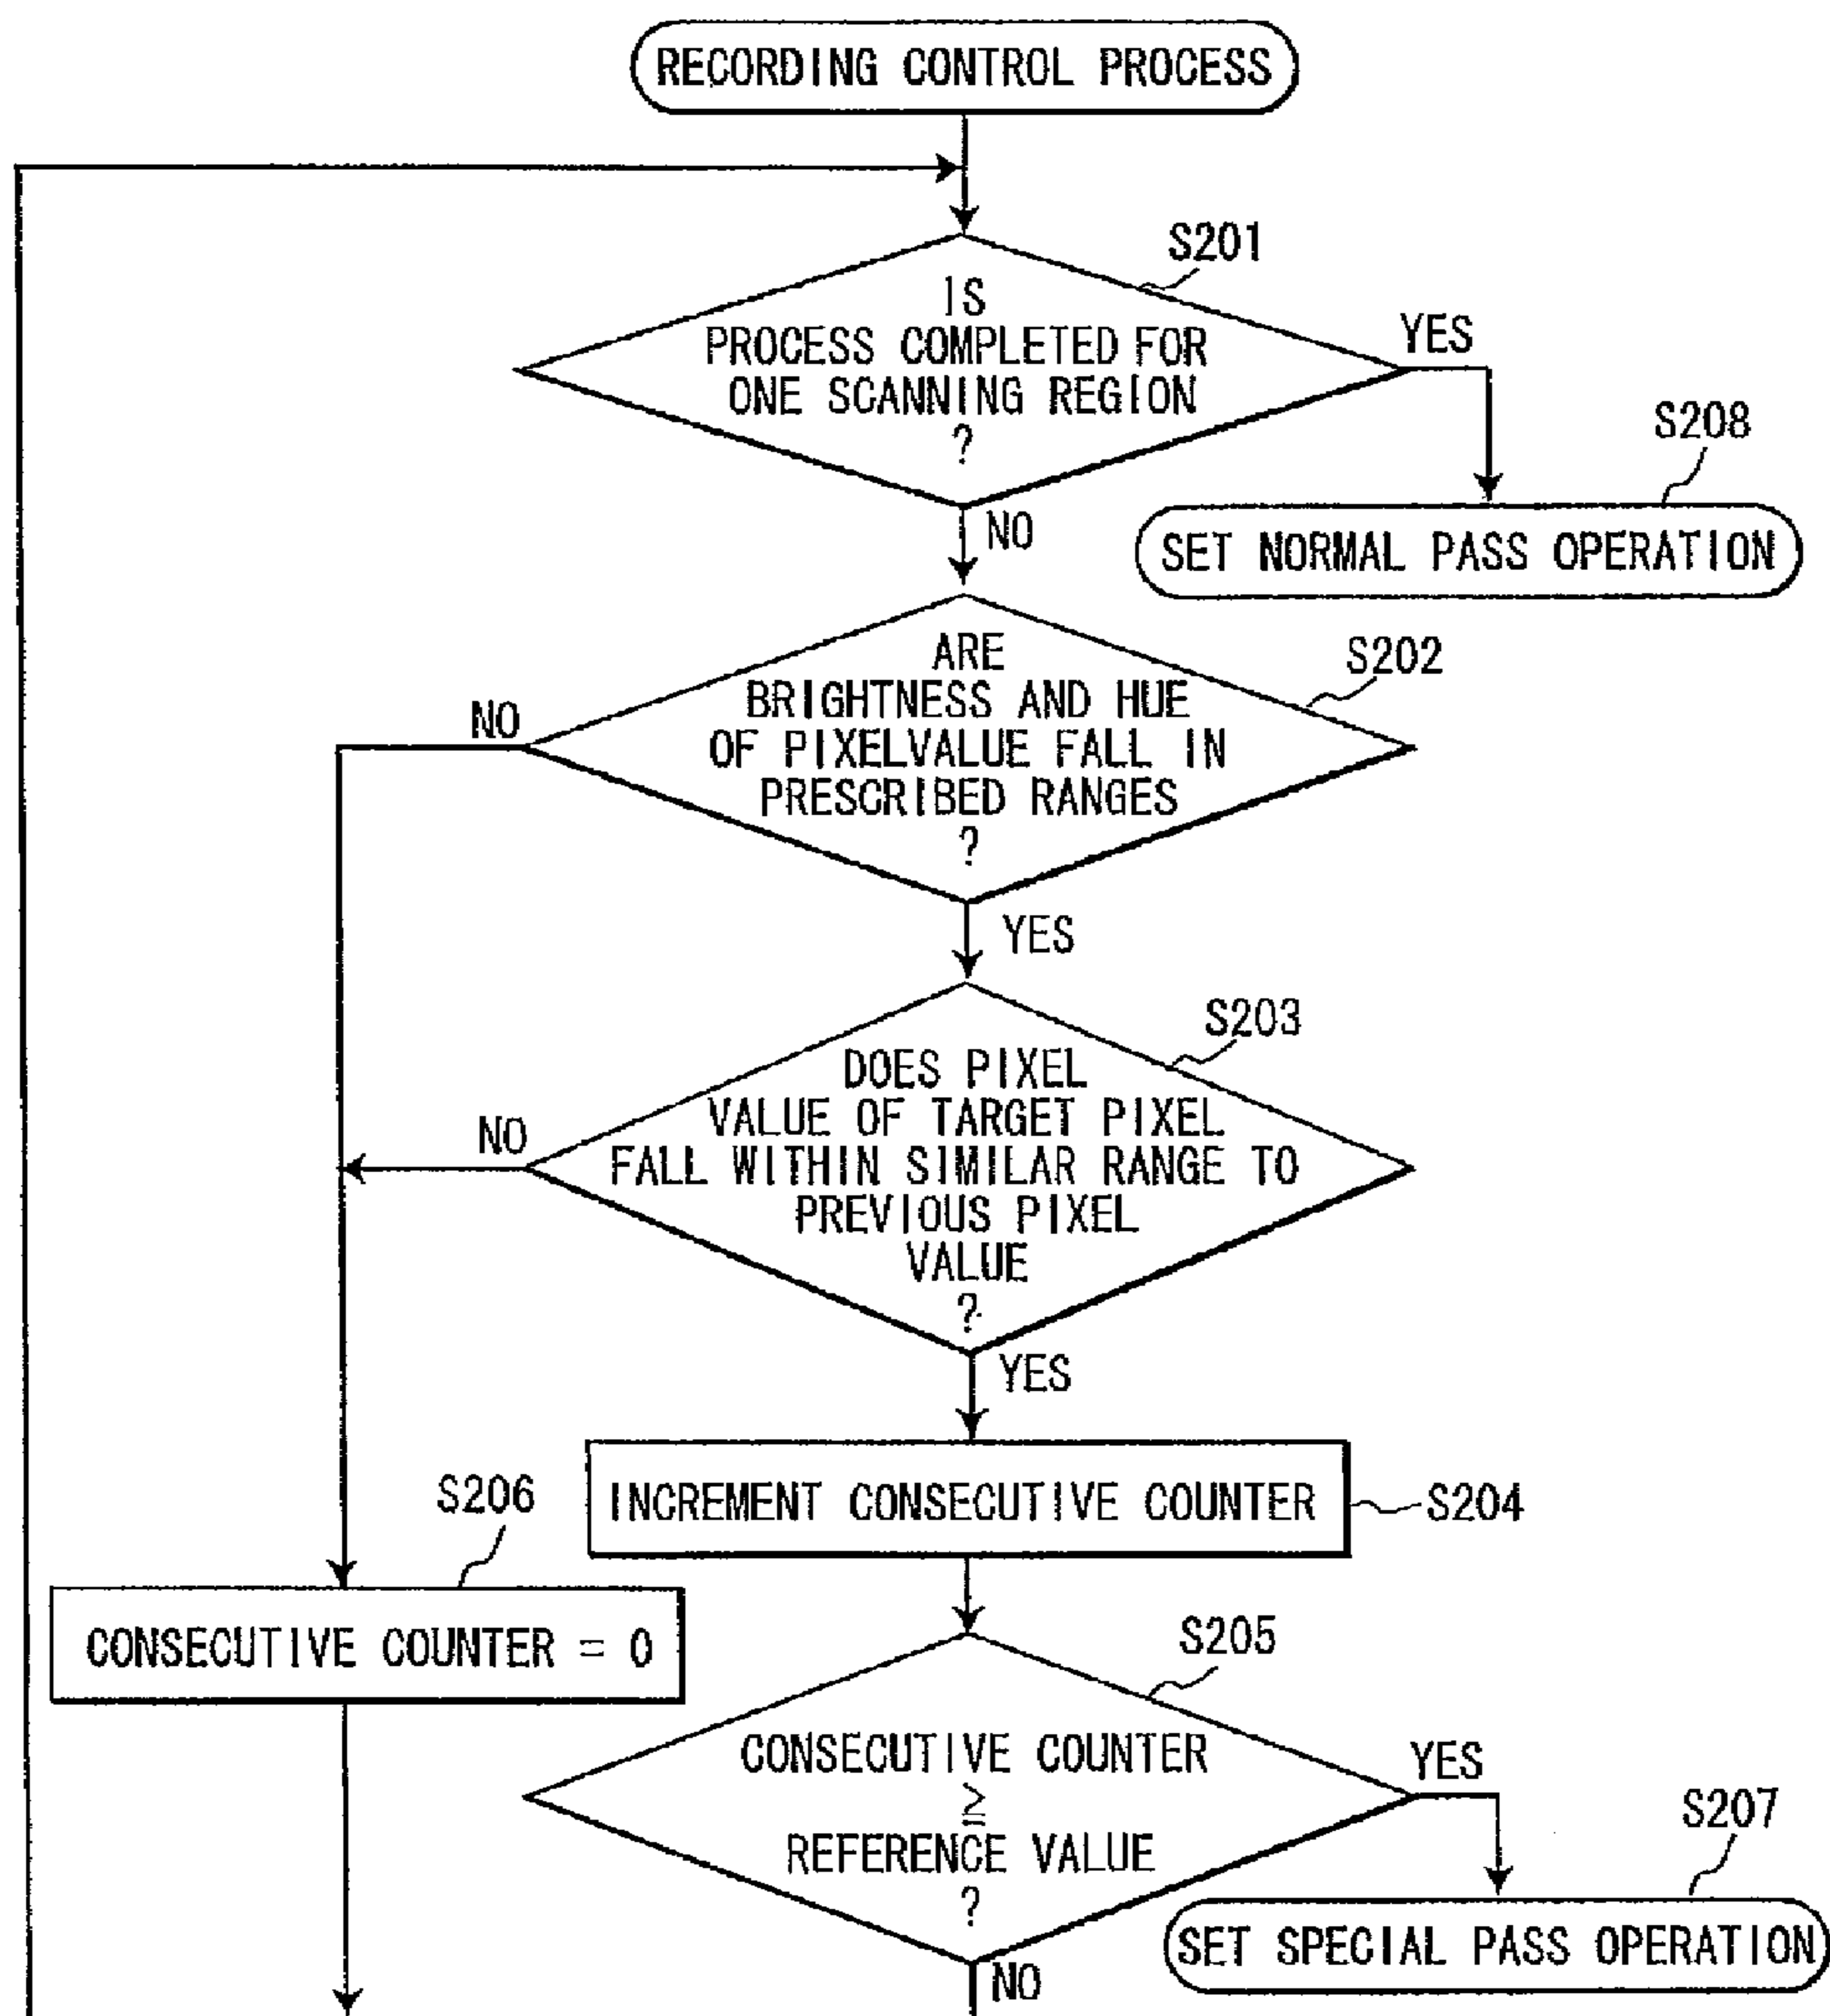 RECORDING CONTROL PROCESS
S201
IS
PROCESS COMPLETED FOR
ONE SCANNING REGION
?
YES
S208
NO
SET NORMAL PASS OPERATION
S202
ARE
BRIGHTNESS AND HUE
OF PIXELVALUE FALL IN
PRESCRIBED RANGES
?
NO
YES
S203
DOES PIXEL
VALUE OF TARGET PIXEL
FALL WITHIN SIMILAR RANGE TO
PREVIOUS PIXEL
VALUE
?
NO
YES
INCREMENT CONSECUTIVE COUNTER
S204
S206
CONSECUTIVE COUNTER = 0
S205
CONSECUTIVE COUNTER
≧
REFERENCE VALUE
?
YES
S207
SET SPECIAL PASS OPERATION
NO